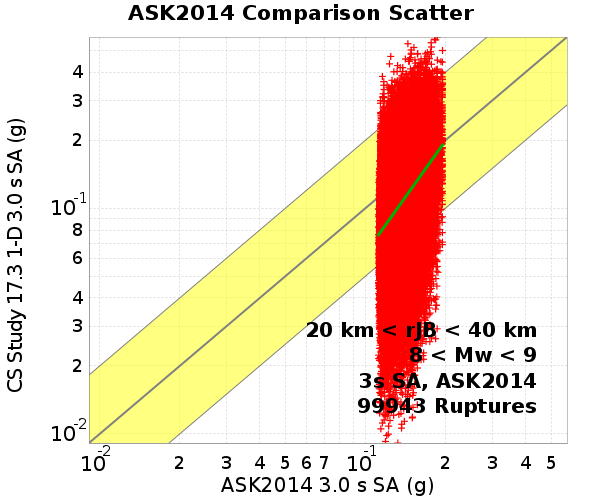 ASK2014 Comparison Scatter
CS Study 17.3 1-D 3.0 s SA (g)
4
3
2
10-1
8
6
4
3
2
10-2
20 km < rJB < 40 km
8 < Mw < 9
3s SA, ASK2014
99943 Ruptures
10-2 2 3 4 5 6 7 10-1 2 3 4 5
ASK2014 3.0 s SA (g)